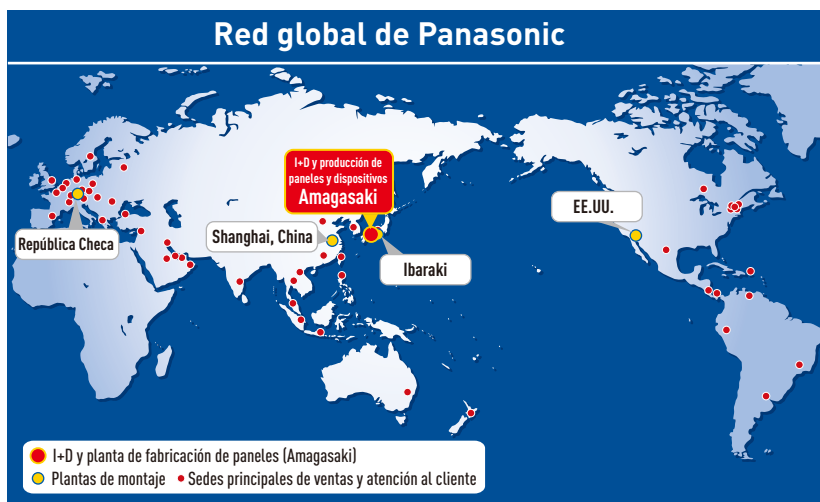 Red global de Panasonic
I+D y producción de
paneles y dispositivos
Amagasaki
EE.UU.
República Checa
Shanghai, China
Ibaraki
I+D y planta de fabricación de paneles (Amagasaki)
Plantas de montaje
Sedes principales de ventas y atención al cliente